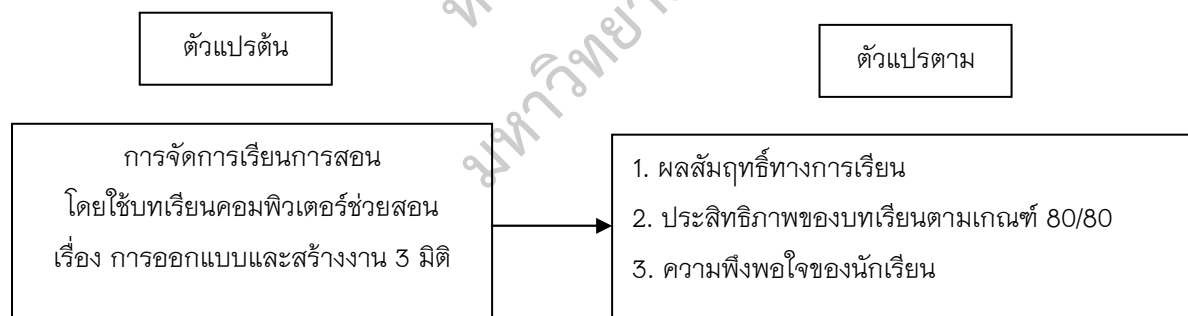 ตัวแปรต้น
ตัวแปรตาม
การจัดการเรียนการสอน
โดยใช้บทเรียนคอมพิวเตอร์ช่วยสอน
เรื่อง การออกแบบและสร้างงาน 3 มิติ
1. ผลสัมฤทธิ์ทางการเรียน
2. ประสิทธิภาพของบทเรียนตามเกณฑ์ 80/80
3. ความพึงพอใจของนักเรียน